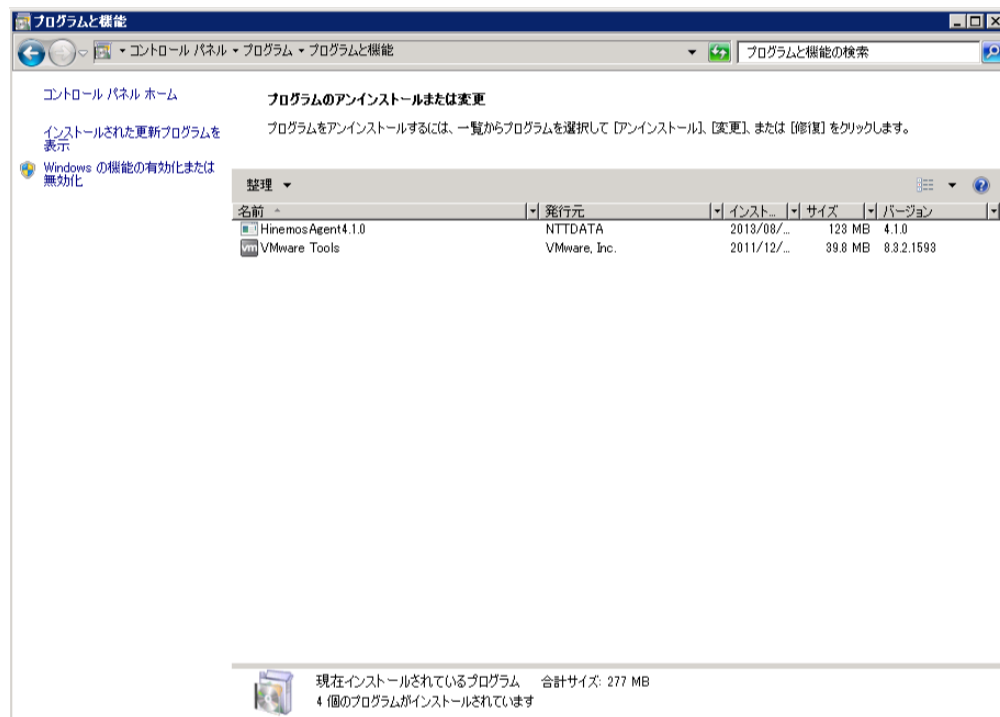 プログラムと機能
コントロール パネル プログラム プログラムと機能
プログラムと機能の検索
コントロール パネル ホーム
インストールされた更新プログラムを
表示
Windows の機能の有効化または
無効化
プログラムのアンインストールまたは変更
プログラムをアンインストールするには、一覧からプログラムを選択して [アンインストール]、[変更]、または [修復] をクリックします。
整理
名前 発行元 インスト... サイズ バージョン
HinemosAgent4.1.0 NTTDATA 2013/08/... 123 MB 4.1.0
vm VMware Tools VMware, Inc. 2011/12/... 39.8 MB 8.3.2.1593
現在インストールされているプログラム 合計サイズ: 277 MB
4 個のプログラムがインストールされています